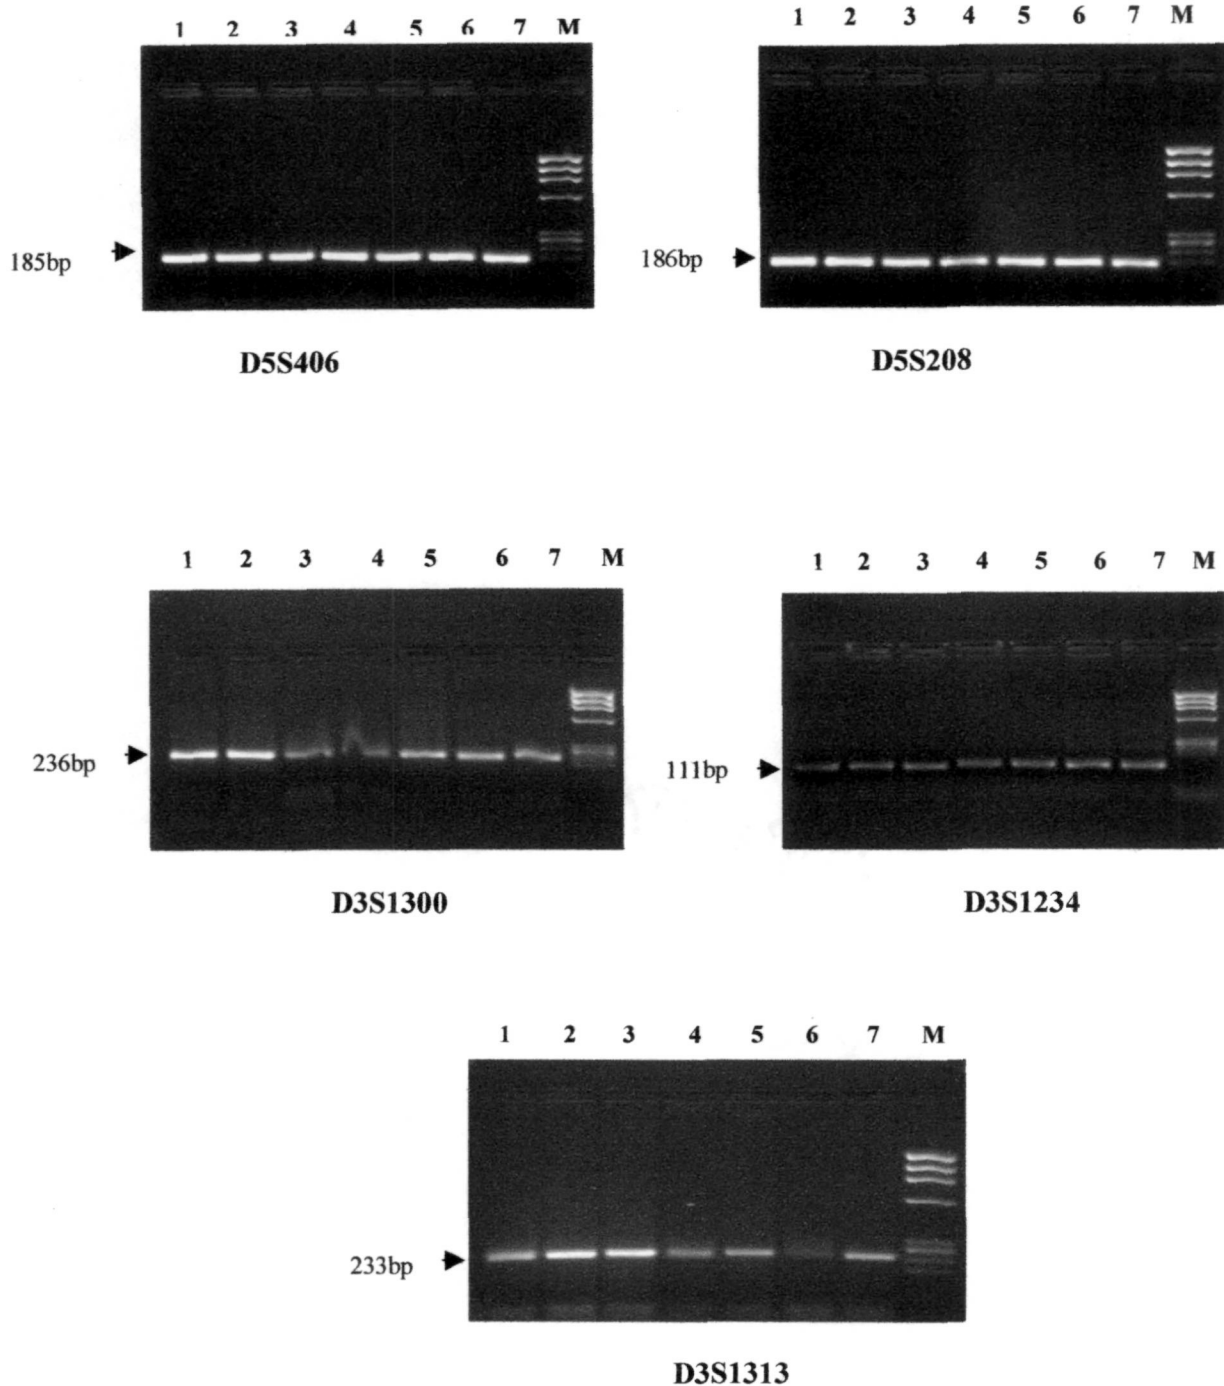 1 2 3 4 5 6 7 M
1 2 3 4 5 6 7 M
185bp
186bp
D5S406
D5S208
1 2 3 4 5 6 7 M
1 2 3 4 5 6 7 M
236bp
111bp
D3S1300
D3S1234
1 2 3 4 5 6 7 M
233bp
D3S1313